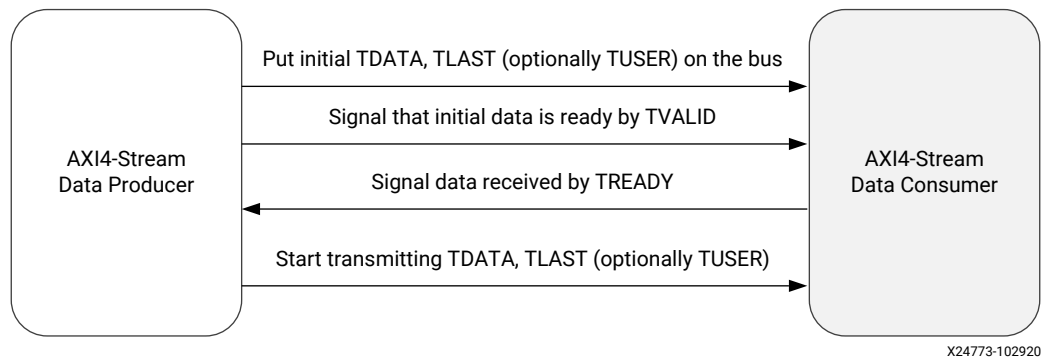 Put initial TDATA, TLAST (optionally TUSER) on the bus
Signal that initial data is ready by TVALID
AXI4-Stream
Data Producer
Signal data received by TREADY
AXI4-Stream
Data Consumer
Start transmitting TDATA, TLAST (optionally TUSER)
X24773-102920